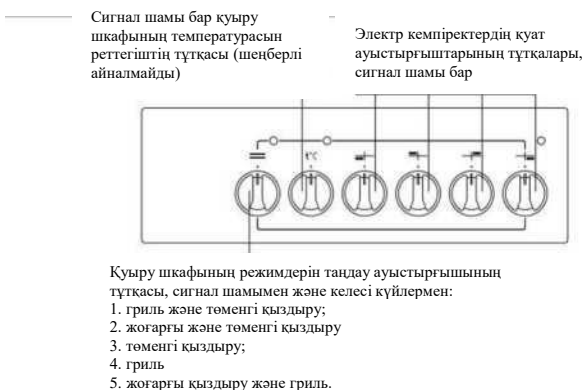 Сигнал шамы бар қуыру
шкафының температурасын
реттегіштің тұтқасы (шеңберлі
айналмайды)
Электр кемпіректердің қуат
ауыстырғыштарының тұтқалары,
сигнал шамы бар
t°C
Қуыру шкафының режимдерін таңдау ауыстырғышының
тұтқасы, сигнал шамымен және келесі күйлермен:
1. гриль және төменгі қыздыру;
2. жоғарғы және төменгі қыздыру
3. төменгі қыздыру;
4. гриль
5. жоғарғы қыздыру және гриль.